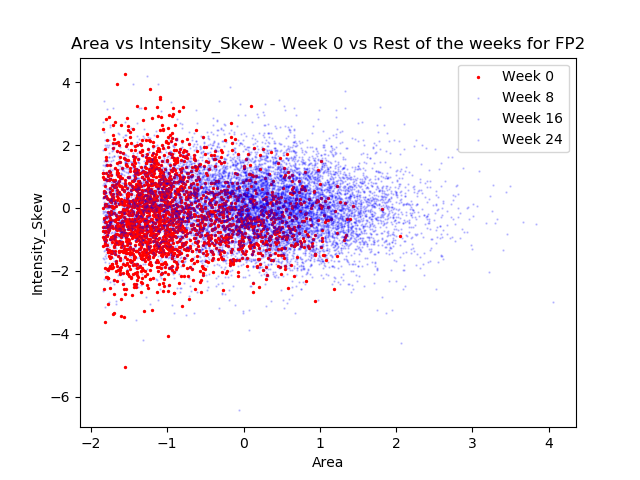 Area vs Intensity_Skew - Week 0 vs Rest of the weeks for FP2
Week 0
Week 8
Week 16
Week 24
4
2
0
−2
−4
−6
Intensity_Skew
−2 −1 0 1 2 3 4
Area